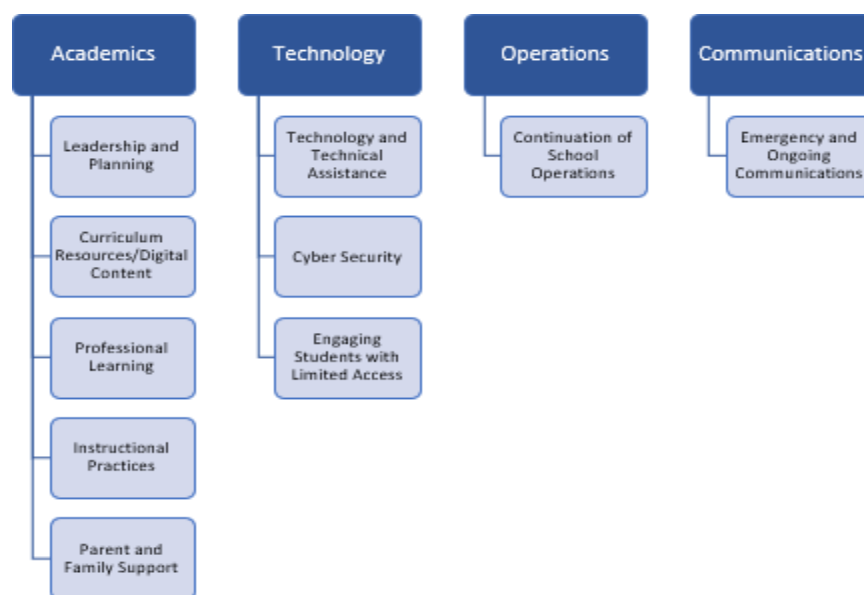 Academics
Leadership and
Planning
Curriculum
Resources/Digital
Content
Professional
Learning
Instructional
Practices
Parent and
Family Support
Technology
Technology and
Technical
Assistance
Cyber Security
Engaging
Students with
Limited Access
Operations
Continuation of
School
Operations
Communications
Emergency and
Ongoing
Communications